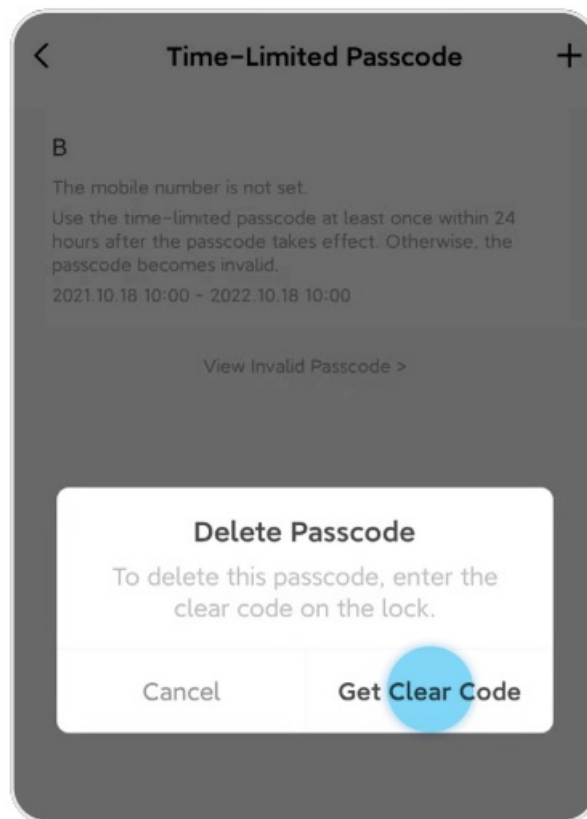 Time-Limited Passcode
B
The mobile number is not set.
Use the time-limited passcode at least once within 24
hours after the passcode takes effect. Otherwise, the
passcode becomes invalid.
2021.10.18 10:00 - 2022.10.18 10:00
View Invalid Passcode >
Delete Passcode
To delete this passcode, enter the
clear code on the lock.
Cancel
Get Clear Code